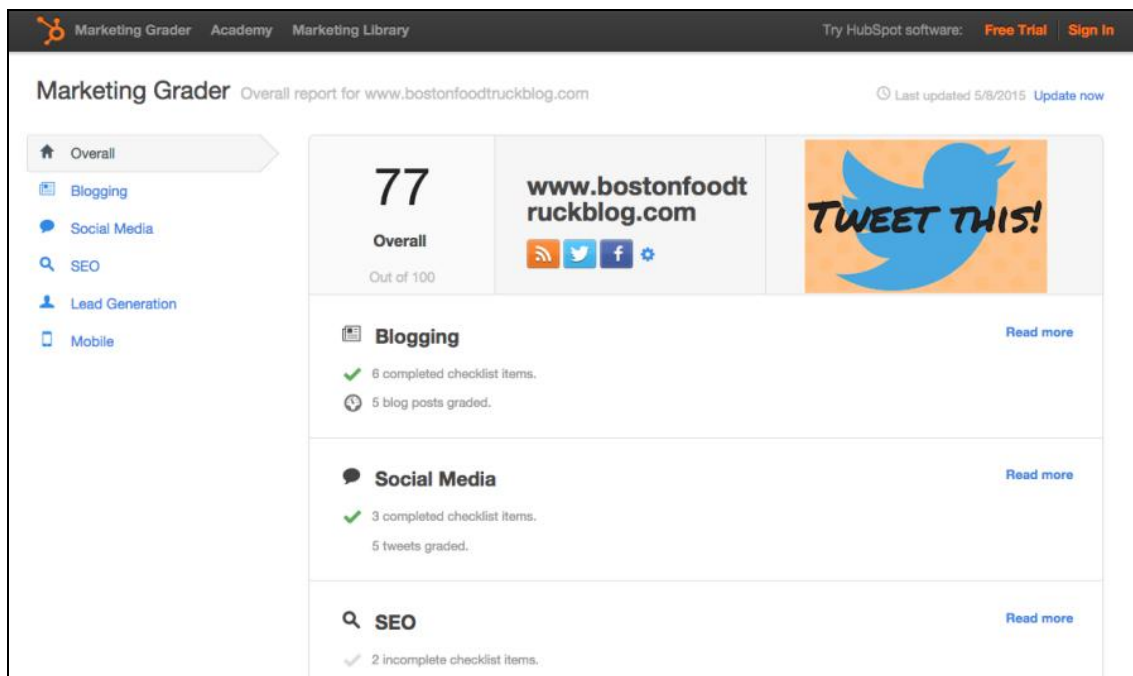 Marketing Grader Academy Marketing Library Try HubSpot software: Free Trial Sign In
Marketing Grader Overall report for www.bostonfoodtruckblog.com Last updated 5/8/2015 Update now
Overall
Blogging
Social Media
SEO
Lead Generation
Mobile
77
Overall
Out of 100
www.bostonfoodt
ruckblog.com
TWEET THIS!
Blogging Read more
6 completed checklist items.
5 blog posts graded.
Social Media Read more
3 completed checklist items.
5 tweets graded.
SEO Read more
2 incomplete checklist items.